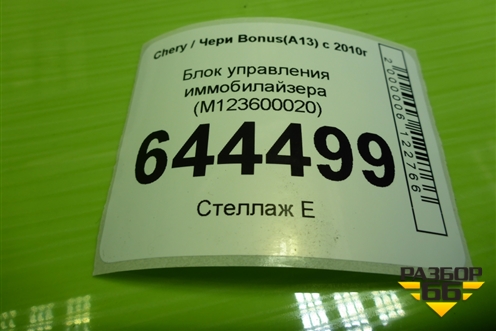 Chery / Чери Bonus(A13) с 2010г
Блок управления
иммобилайзера
(M123600020)
644499
Стеллаж E
2000006122766
РАЗБОР
66